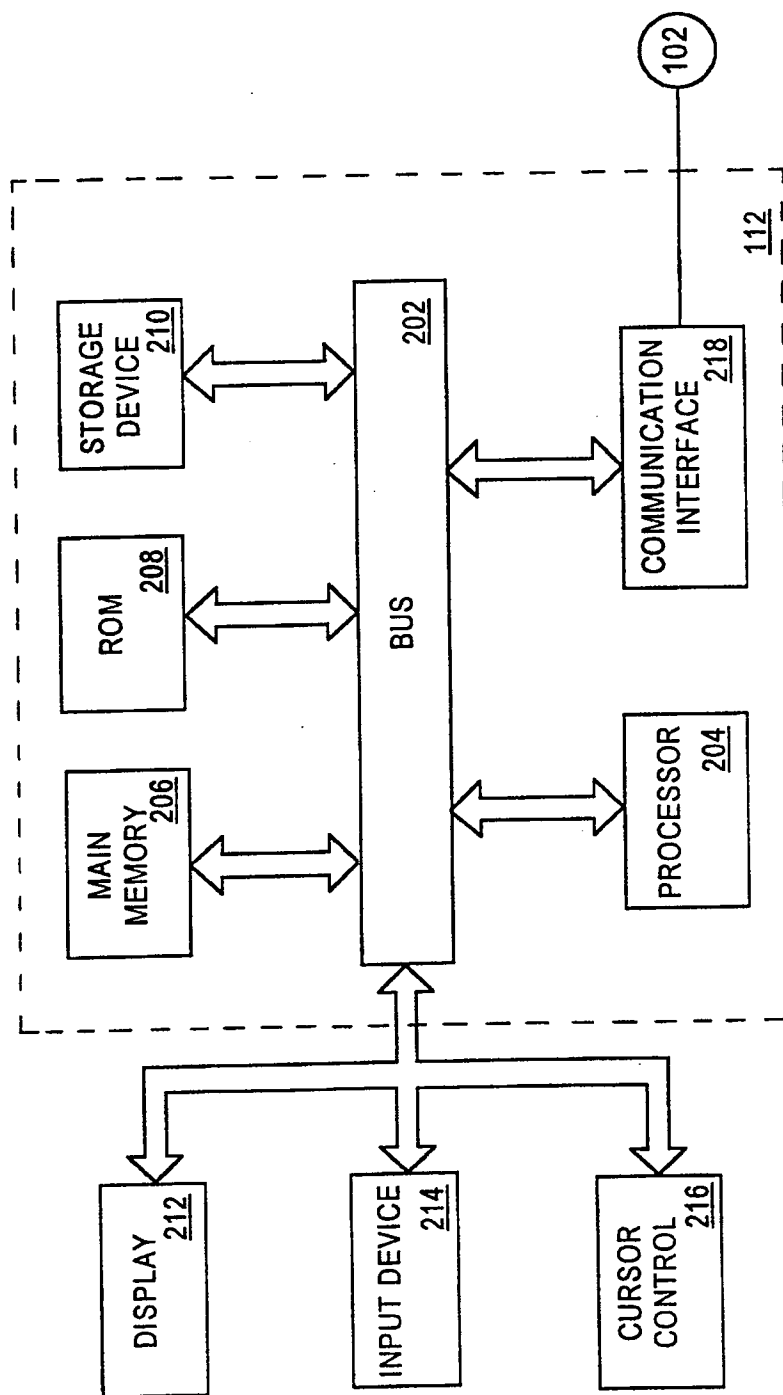 DISPLAY
212
INPUT DEVICE
214
CURSOR
CONTROL
216
MAIN
MEMORY
206
ROM
208
STORAGE
DEVICE
210
BUS
202
PROCESSOR
204
COMMUNICATION
INTERFACE
218
112
102